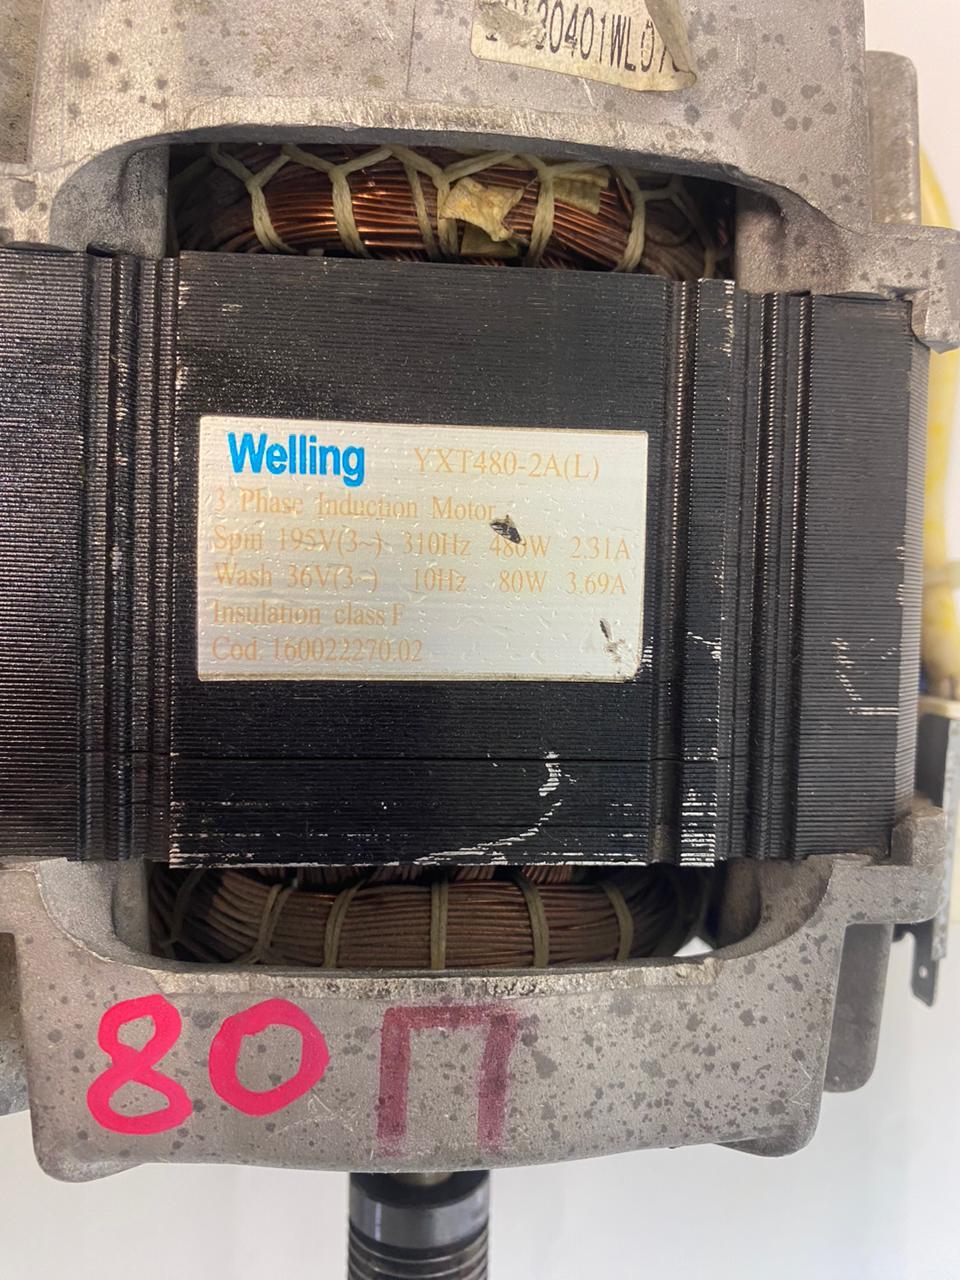 30401WL07
Welling YXT480-2A(L)
3 Phase Induction Motor
Spin 195V(3~) 310Hz 480W 2.31A
Wash 36V(3~) 10Hz 80W 3.69A
Insulation class F
Cod: 160022270.02
80П